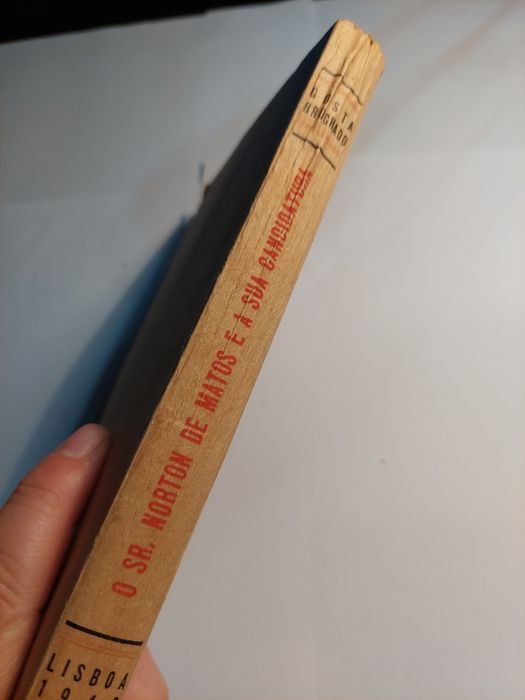 COSTA
BROCHADO
O SR. NORTON DE MATOS E A SUA CANDIDATURA
LISBOA